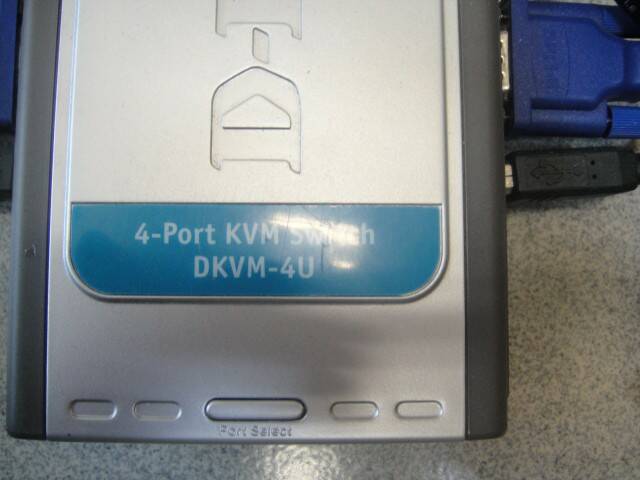 D-
4-Port KVM Switch
DKVM-4U
Port Select